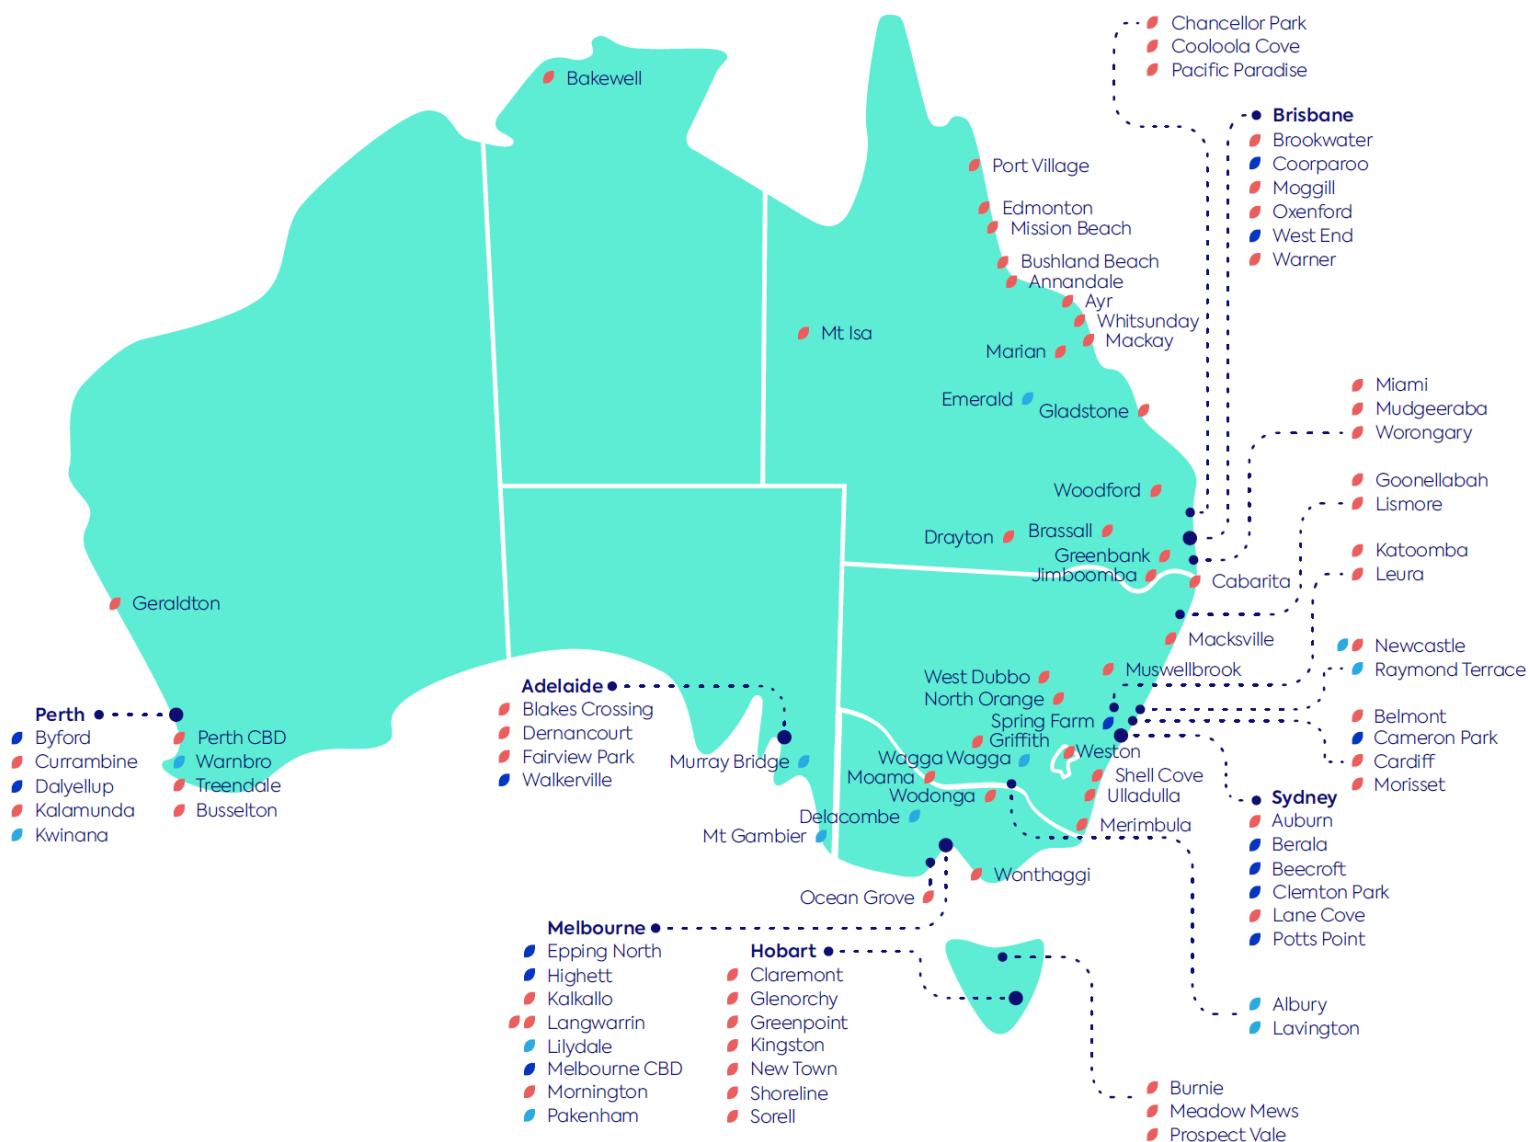 Chancellor Park
Cooloola Cove
Pacific Paradise
Bakewell
Brisbane
Brookwater
Coorparoo
Moggill
Oxenford
West End
Warner
Port Village
Edmonton
Mission Beach
Bushland Beach
Annandale
Ayr
Whitsunday
Mackay
Mt Isa
Marian
Emerald
Gladstone
Miami
Mudgeeraba
Worongary
Goonellabah
Lismore
Katoomba
Leura
Woodford
Drayton
Brassall
Greenbank
Jimboomba
Cabarita
Geraldton
Macksville
Newcastle
Raymond Terrace
Muswellbrook
West Dubbo
North Orange
Spring Farm
Griffith
Weston
Wagga Wagga
Moama
Wodonga
Shell Cove
Ulladulla
Merimbula
Delacombe
Mt Gambier
Murray Bridge
Wonthaggi
Ocean Grove
Belmont
Cameron Park
Cardiff
Morisset
Perth
Byford
Currambine
Dalyellup
Kalamunda
Kwinana
Perth CBD
Warnbro
Treendale
Busselton
Adelaide
Blakes Crossing
Dernancourt
Fairview Park
Walkerville
Sydney
Auburn
Berala
Beecroft
Clemton Park
Lane Cove
Potts Point
Melbourne
Epping North
Highett
Kalkallo
Langwarrin
Lilydale
Melbourne CBD
Mornington
Pakenham
Hobart
Claremont
Glenorchy
Greenpoint
Kingston
New Town
Shoreline
Sorell
Albury
Lavington
Burnie
Meadow Mews
Prospect Vale